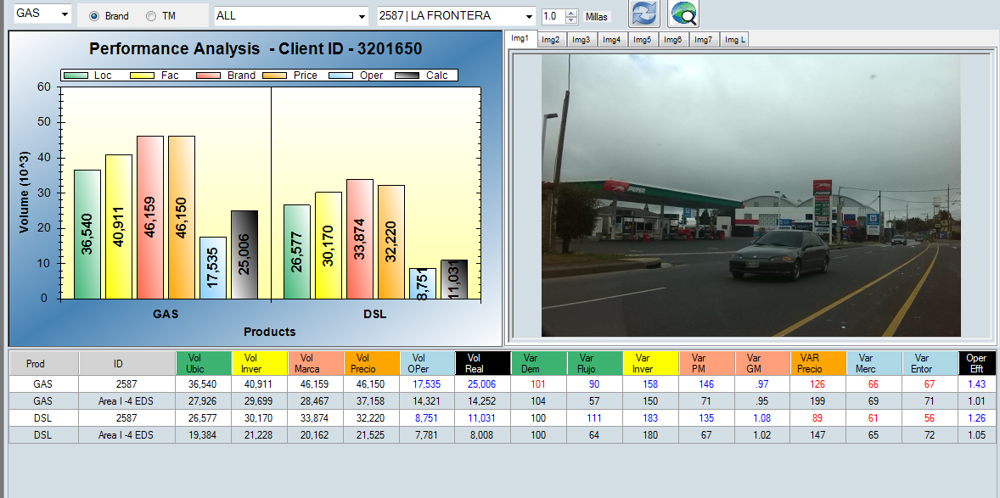 GAS Brand TM ALL 2587 | LA FRONTERA 1.0 Millas
Img1 Img2 Img3 Img4 Img5 Img6 Img7 Img L
Performance Analysis - Client ID - 3201650
Loc Fac Brand Price Oper Calc
Volume (10^3)
60
50
40
30
20
10
0
36,540
40,911
46,159
46,150
17,535
25,006
26,577
30,170
33,874
32,220
8,751
11,031
GAS DSL
Products
PUMA
Prod ID Vol Ubic Vol Inver Vol Marca Vol Precio Vol OPer Vol Real Var Dem Var Flujo Var Inver Var PM Var GM VAR Precio Var Merc Var Entor Oper Efft
GAS 2587 36,540 40,911 46,159 46,150 17,535 25,006 101 90 158 146 .97 126 66 67 1.43
GAS Area I -4 EDS 27,926 29,699 28,467 37,158 14,321 14,252 104 57 150 71 .95 199 69 71 1.01
DSL 2587 26,577 30,170 33,874 32,220 8,751 11,031 100 111 183 135 1.08 89 61 56 1.26
DSL Area I -4 EDS 19,384 21,228 20,162 21,525 7,781 8,008 100 64 180 67 1.02 147 65 72 1.05